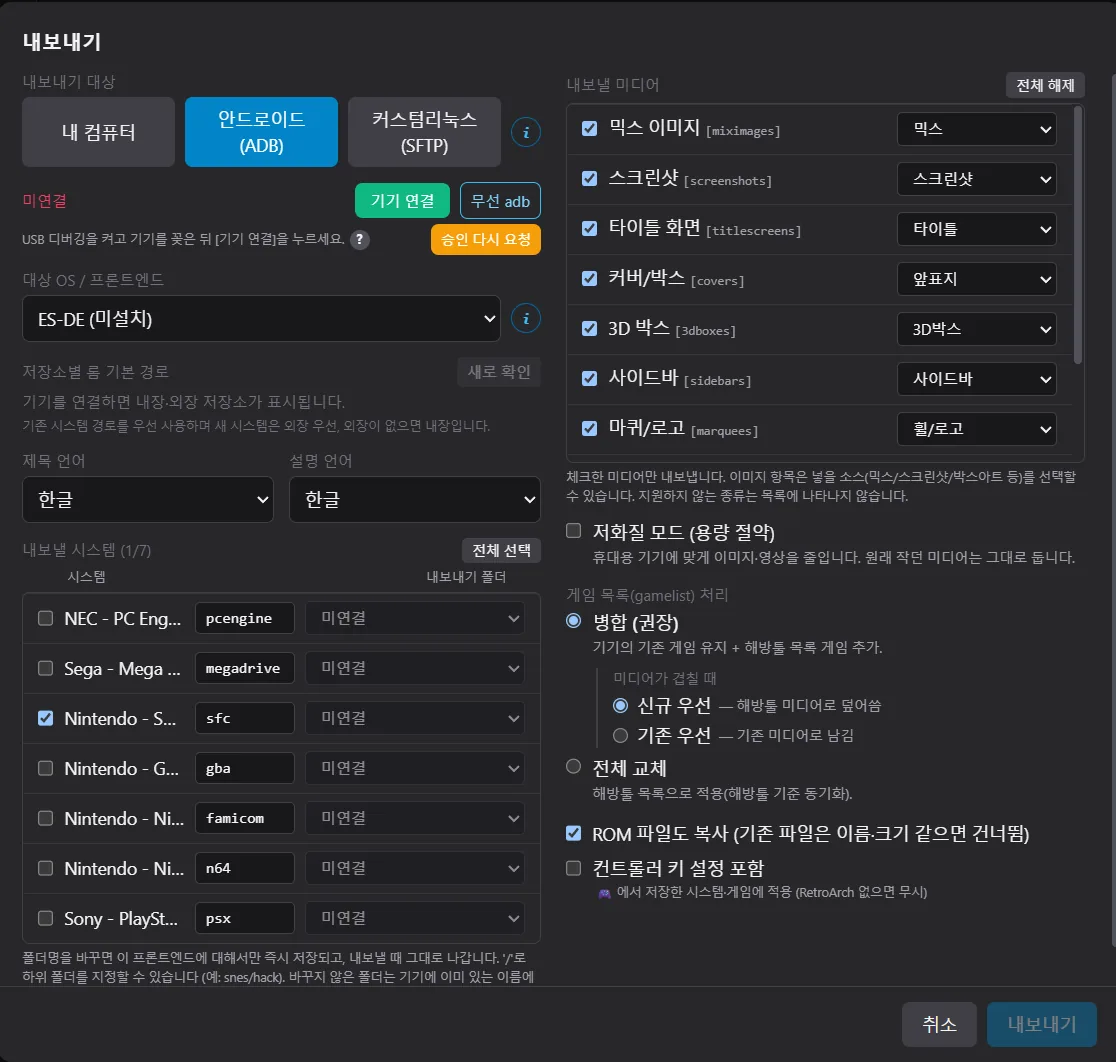 내보내기
내보내기 대상
내 컴퓨터
안드로이드
(ADB)
커스텀리눅스
(SFTP)
i
미연결
기기 연결
무선 adb
USB 디버깅을 켜고 기기를 꽂은 뒤 [기기 연결]을 누르세요. ?
승인 다시 요청
대상 OS / 프론트엔드
ES-DE (미설치)
i
저장소별 롬 기본 경로
새로 확인
기기를 연결하면 내장·외장 저장소가 표시됩니다.
기존 시스템 경로를 우선 사용하며 새 시스템은 외장 우선, 외장이 없으면 내장입니다.
제목 언어
설명 언어
한글
한글
내보낼 시스템 (1/7)
전체 선택
시스템
내보내기 폴더
NEC - PC Eng... pcengine 미연결
Sega - Mega ... megadrive 미연결
Nintendo - S... sfc 미연결
Nintendo - G... gba 미연결
Nintendo - Ni... famicom 미연결
Nintendo - Ni... n64 미연결
Sony - PlaySt... psx 미연결
폴더명을 바꾸면 이 프론트엔드에 대해서만 즉시 저장되고, 내보낼 때 그대로 나갑니다. '/'로
하위 폴더를 지정할 수 있습니다 (예: snes/hack). 바꾸지 않은 폴더는 기기에 이미 있는 이름에
내보낼 미디어
전체 해제
믹스 이미지 [miximages] 믹스
스크린샷 [screenshots] 스크린샷
타이틀 화면 [titlescreens] 타이틀
커버/박스 [covers] 앞표지
3D 박스 [3dboxes] 3D박스
사이드바 [sidebars] 사이드바
마퀴/로고 [marquees] 휠/로고
체크한 미디어만 내보냅니다. 이미지 항목은 넣을 소스(믹스/스크린샷/박스아트 등)를 선택할
수 있습니다. 지원하지 않는 종류는 목록에 나타나지 않습니다.
저화질 모드 (용량 절약)
휴대용 기기에 맞게 이미지·영상을 줄입니다. 원래 작던 미디어는 그대로 둡니다.
게임 목록(gamelist) 처리
병합 (권장)
기기의 기존 게임 유지 + 해방툴 목록 게임 추가.
미디어가 겹칠 때
신규 우선 — 해방툴 미디어로 덮어씀
기존 우선 — 기존 미디어로 남김
전체 교체
해방툴 목록으로 적용(해방툴 기준 동기화).
ROM 파일도 복사 (기존 파일은 이름·크기 같으면 건너뜀)
컨트롤러 키 설정 포함
에서 저장한 시스템·게임에 적용 (RetroArch 없으면 무시)
취소
내보내기